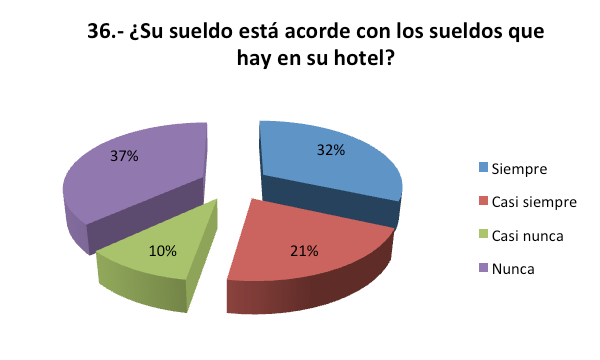 36.- ¿Su sueldo está acorde con los sueldos que
hay en su hotel?
37%
32%
10%
21%
Siempre
Casi siempre
Casi nunca
Nunca